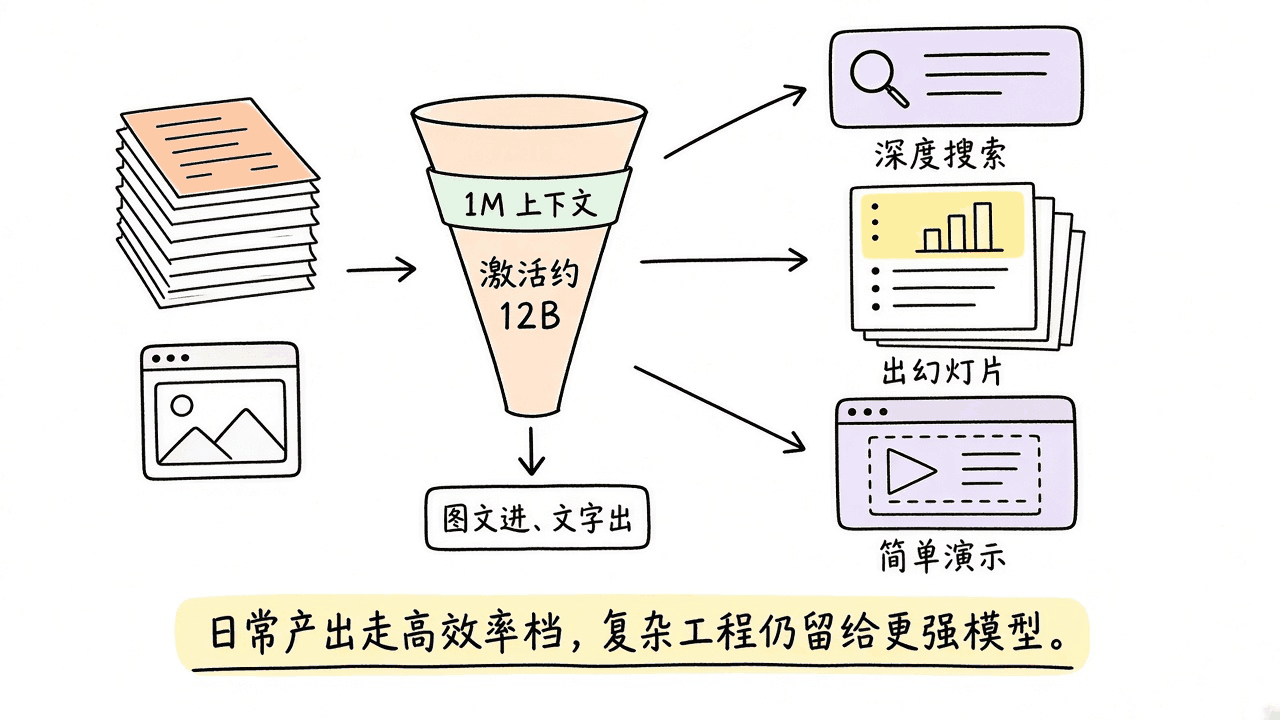 1M 上下文
激活约
12B
图文进、文字出
深度搜索
出幻灯片
简单演示
日常产出走高效率档，复杂工程仍留给更强模型。